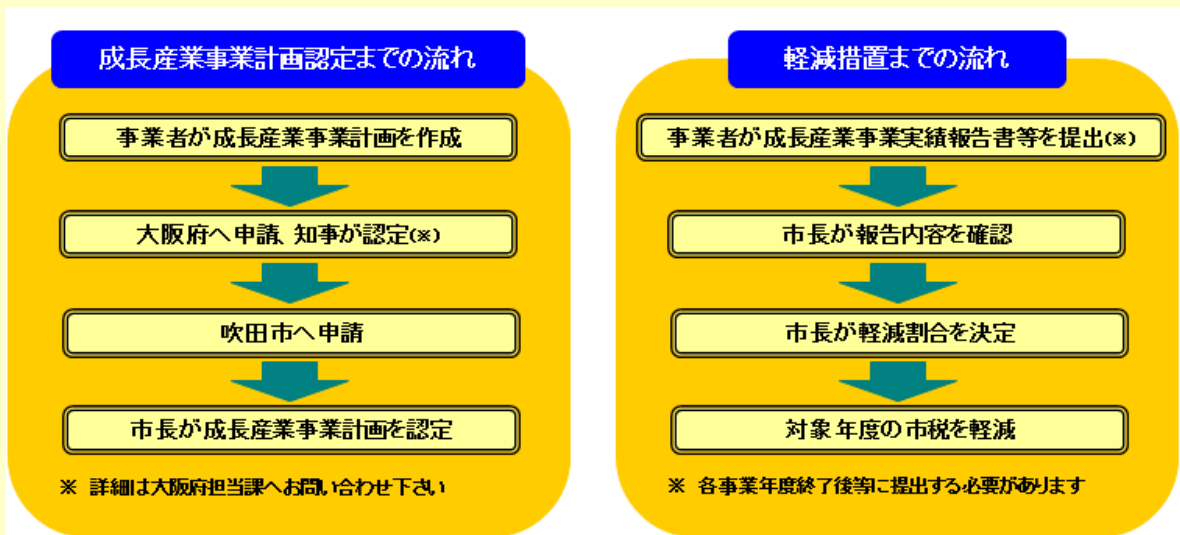 成長産業事業計画認定までの流れ
事業者が成長産業事業計画を作成
大阪府へ申請、知事が認定(※)
吹田市へ申請
市長が成長産業事業計画を認定
※ 詳細は大阪府担当課へお問い合わせ下さい
軽減措置までの流れ
事業者が成長産業事業実績報告書等を提出(※)
市長が報告内容を確認
市長が軽減割合を決定
対象年度の市税を軽減
※ 各事業年度終了後等に提出する必要があります